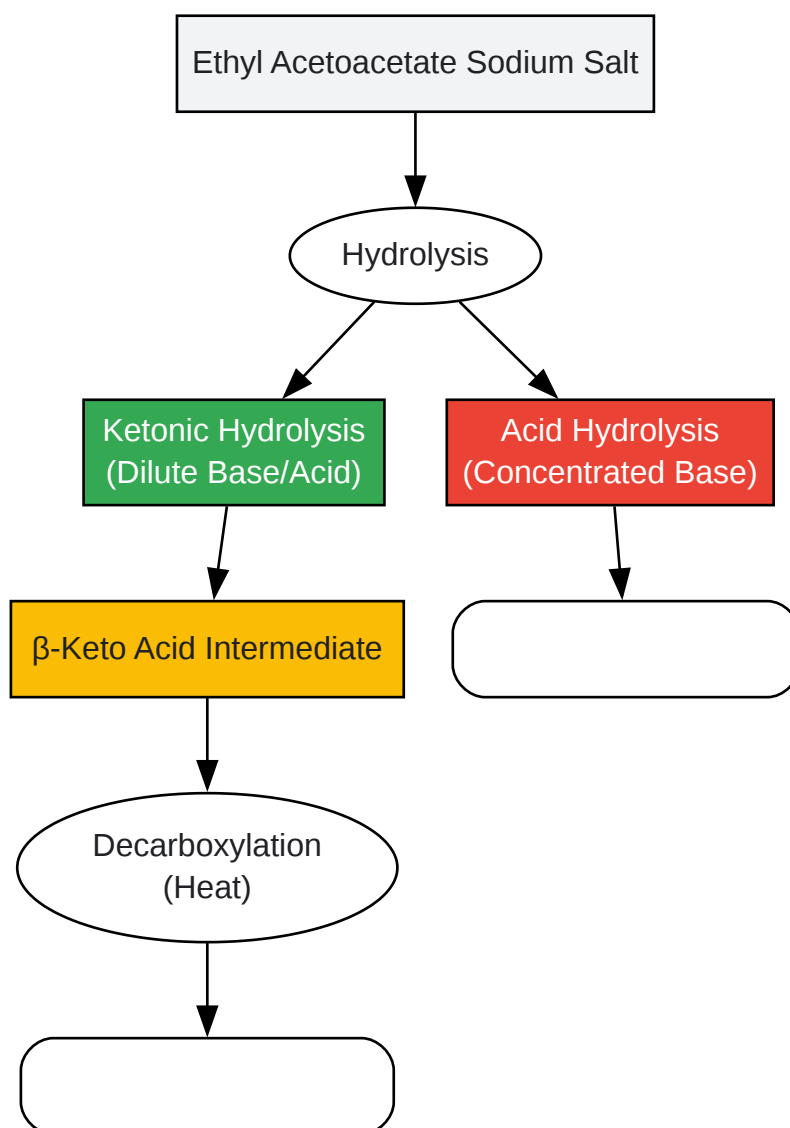 Ethyl Acetoacetate Sodium Salt
Hydrolysis
Ketonic Hydrolysis
(Dilute Base/Acid)
Acid Hydrolysis
(Concentrated Base)
β-Keto Acid Intermediate
Decarboxylation
(Heat)